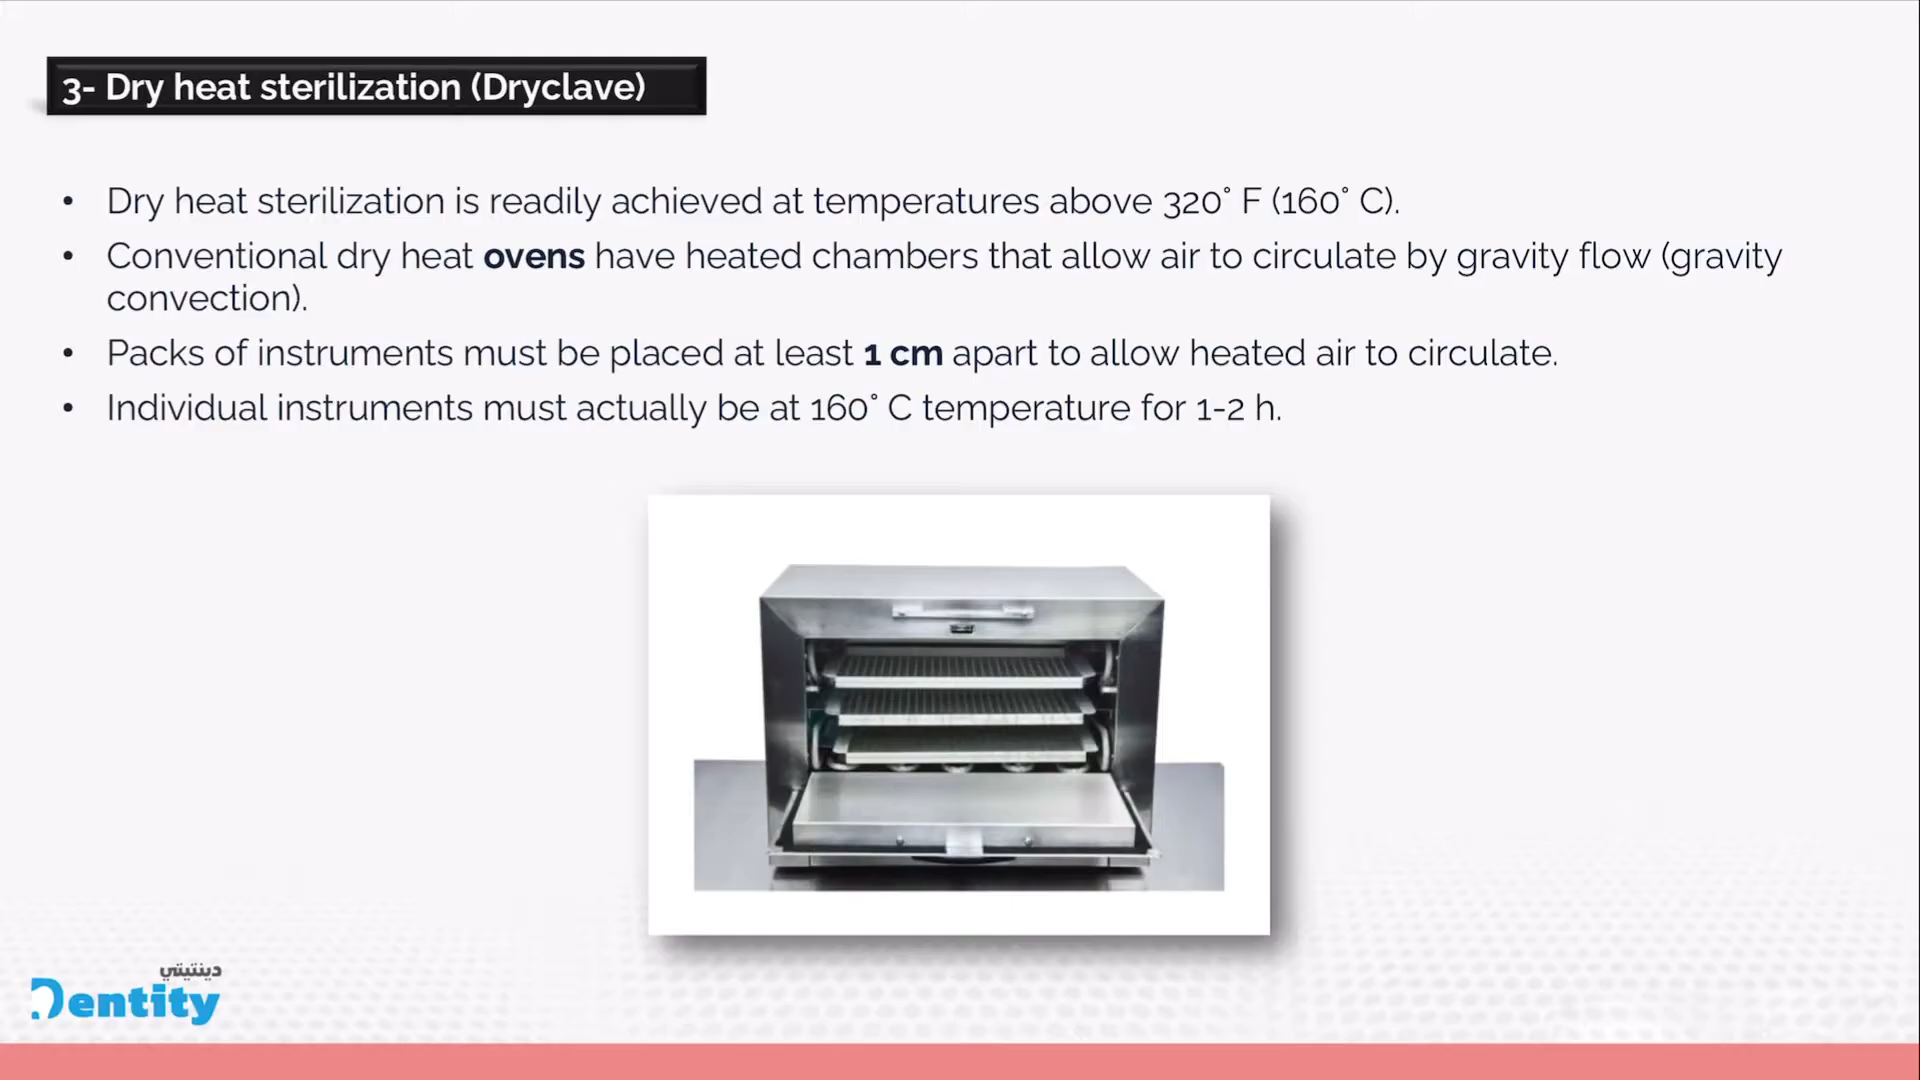 3- Dry heat sterilization (Dryclave)
• Dry heat sterilization is readily achieved at temperatures above 320° F (160° C).
• Conventional dry heat ovens have heated chambers that allow air to circulate by gravity flow (gravity
convection).
• Packs of instruments must be placed at least 1 cm apart to allow heated air to circulate.
• Individual instruments must actually be at 160° C temperature for 1-2 h.
دينتيتي
Dentity